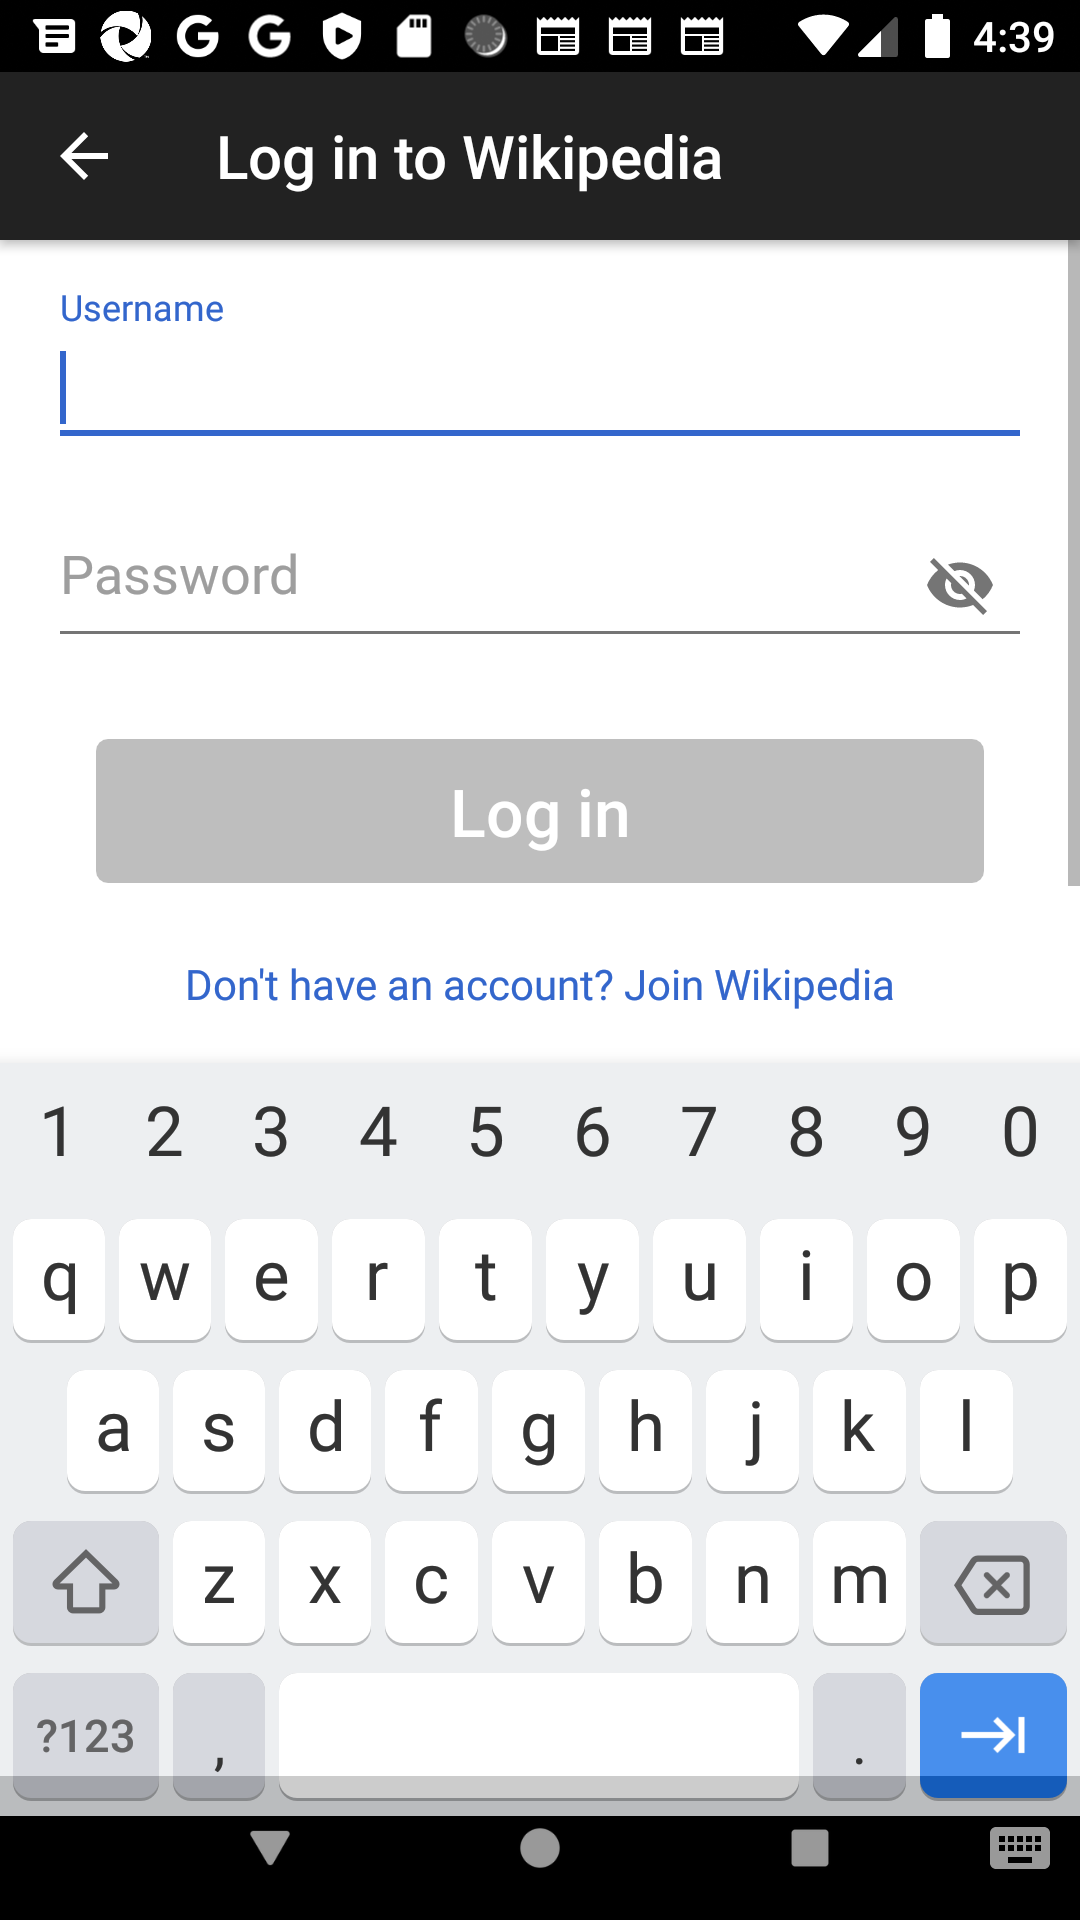 4:39
Log in to Wikipedia
Username
Password
Log in
Don't have an account? Join Wikipedia
1 2 3 4 5 6 7 8 9 0
q w e r t y u i o p
a s d f g h j k l
z x c v b n m
?123 , .